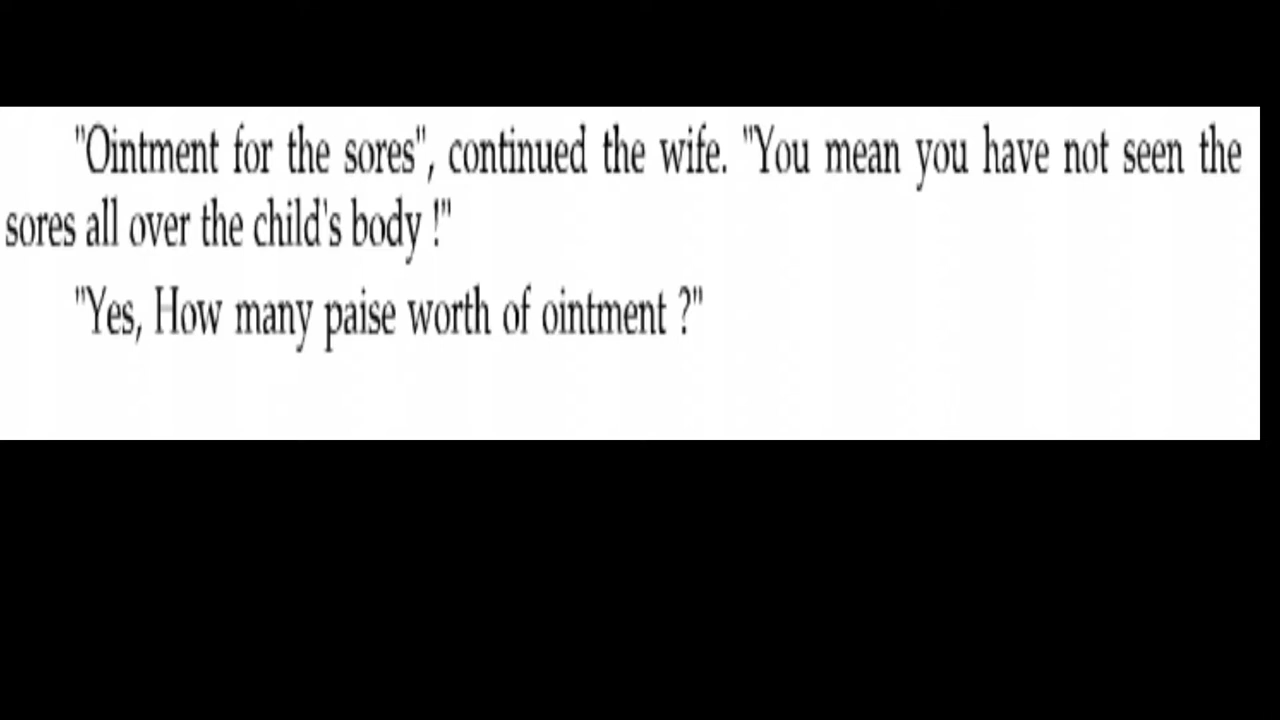 "Ointment for the sores", continued the wife. "You mean you have not seen the
sores all over the child's body !"
"Yes, How many paise worth of ointment ?"